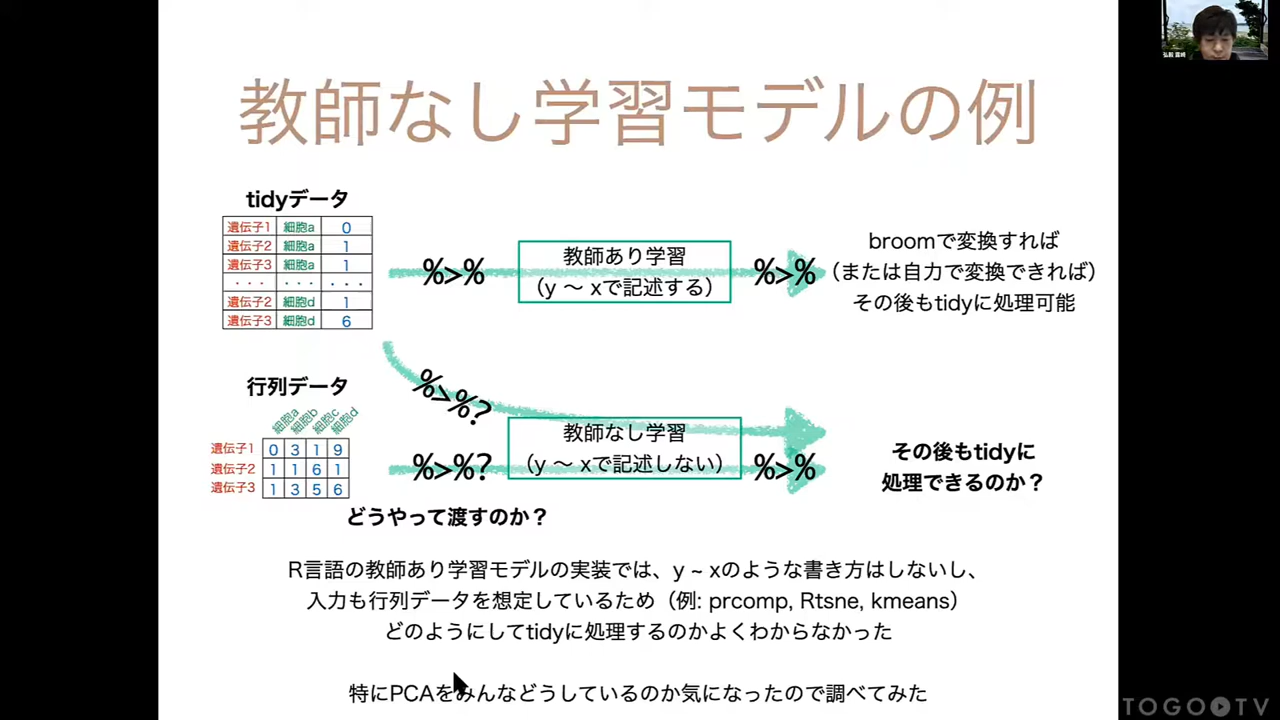 教師なし学習モデルの例
tidyデータ
遺伝子1 細胞a 0
遺伝子2 細胞a 1
遺伝子3 細胞a 1
・・・ ・・・ ・・・
遺伝子2 細胞d 1
遺伝子3 細胞d 6
%>%
教師あり学習
（y ～ xで記述する）
%>%
broomで変換すれば
（または自力で変換できれば）
その後もtidyに処理可能
%>%?
行列データ
細胞a 細胞b 細胞c 細胞d
遺伝子1 0 3 1 9
遺伝子2 1 1 6 1
遺伝子3 1 3 5 6
%>%?
教師なし学習
（y ～ xで記述しない）
%>%
その後もtidyに
処理できるのか？
どうやって渡すのか？
R言語の教師あり学習モデルの実装では、y ~ xのような書き方はしないし、
入力も行列データを想定しているため（例: prcomp, Rtsne, kmeans）
どのようにしてtidyに処理するのかよくわからなかった
特にPCAをみんなどうしているのか気になったので調べてみた
TOGOTV